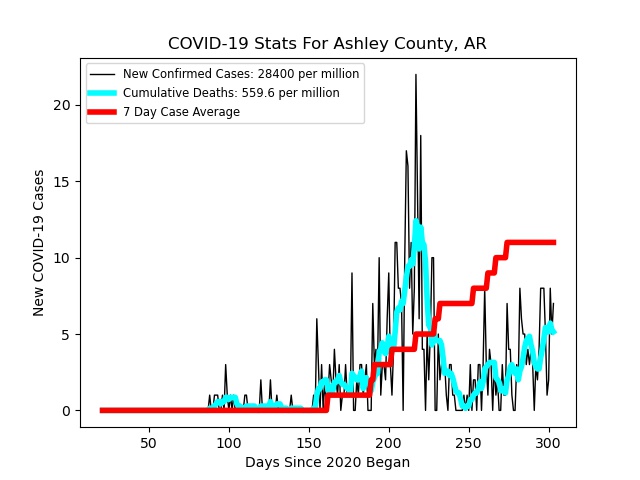 COVID-19 Stats For Ashley County, AR
New Confirmed Cases: 28400 per million
Cumulative Deaths: 559.6 per million
7 Day Case Average
New COVID-19 Cases
20
15
10
5
0
50 100 150 200 250 300
Days Since 2020 Began